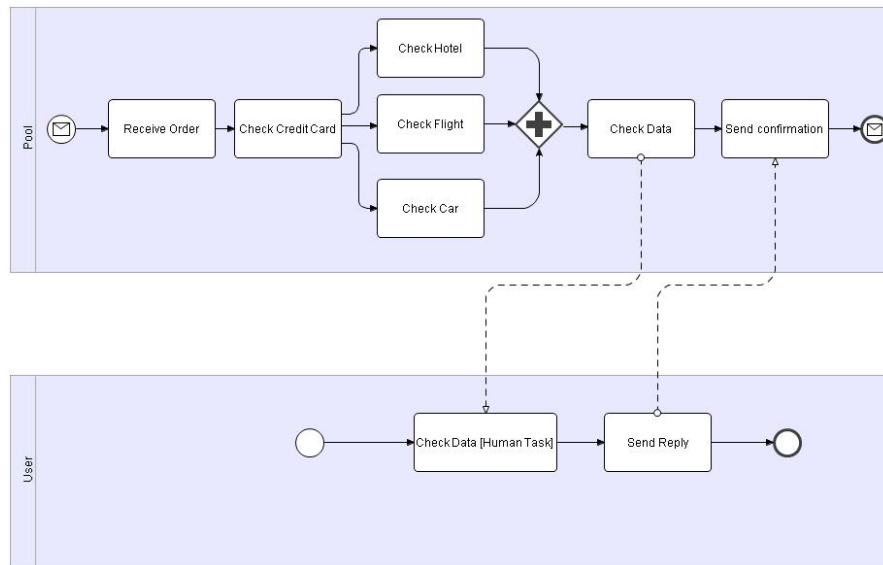 Pool
Receive Order
Check Credit Card
Check Hotel
Check Flight
Check Car
Check Data
Send confirmation
User
Check Data [Human Task]
Send Reply